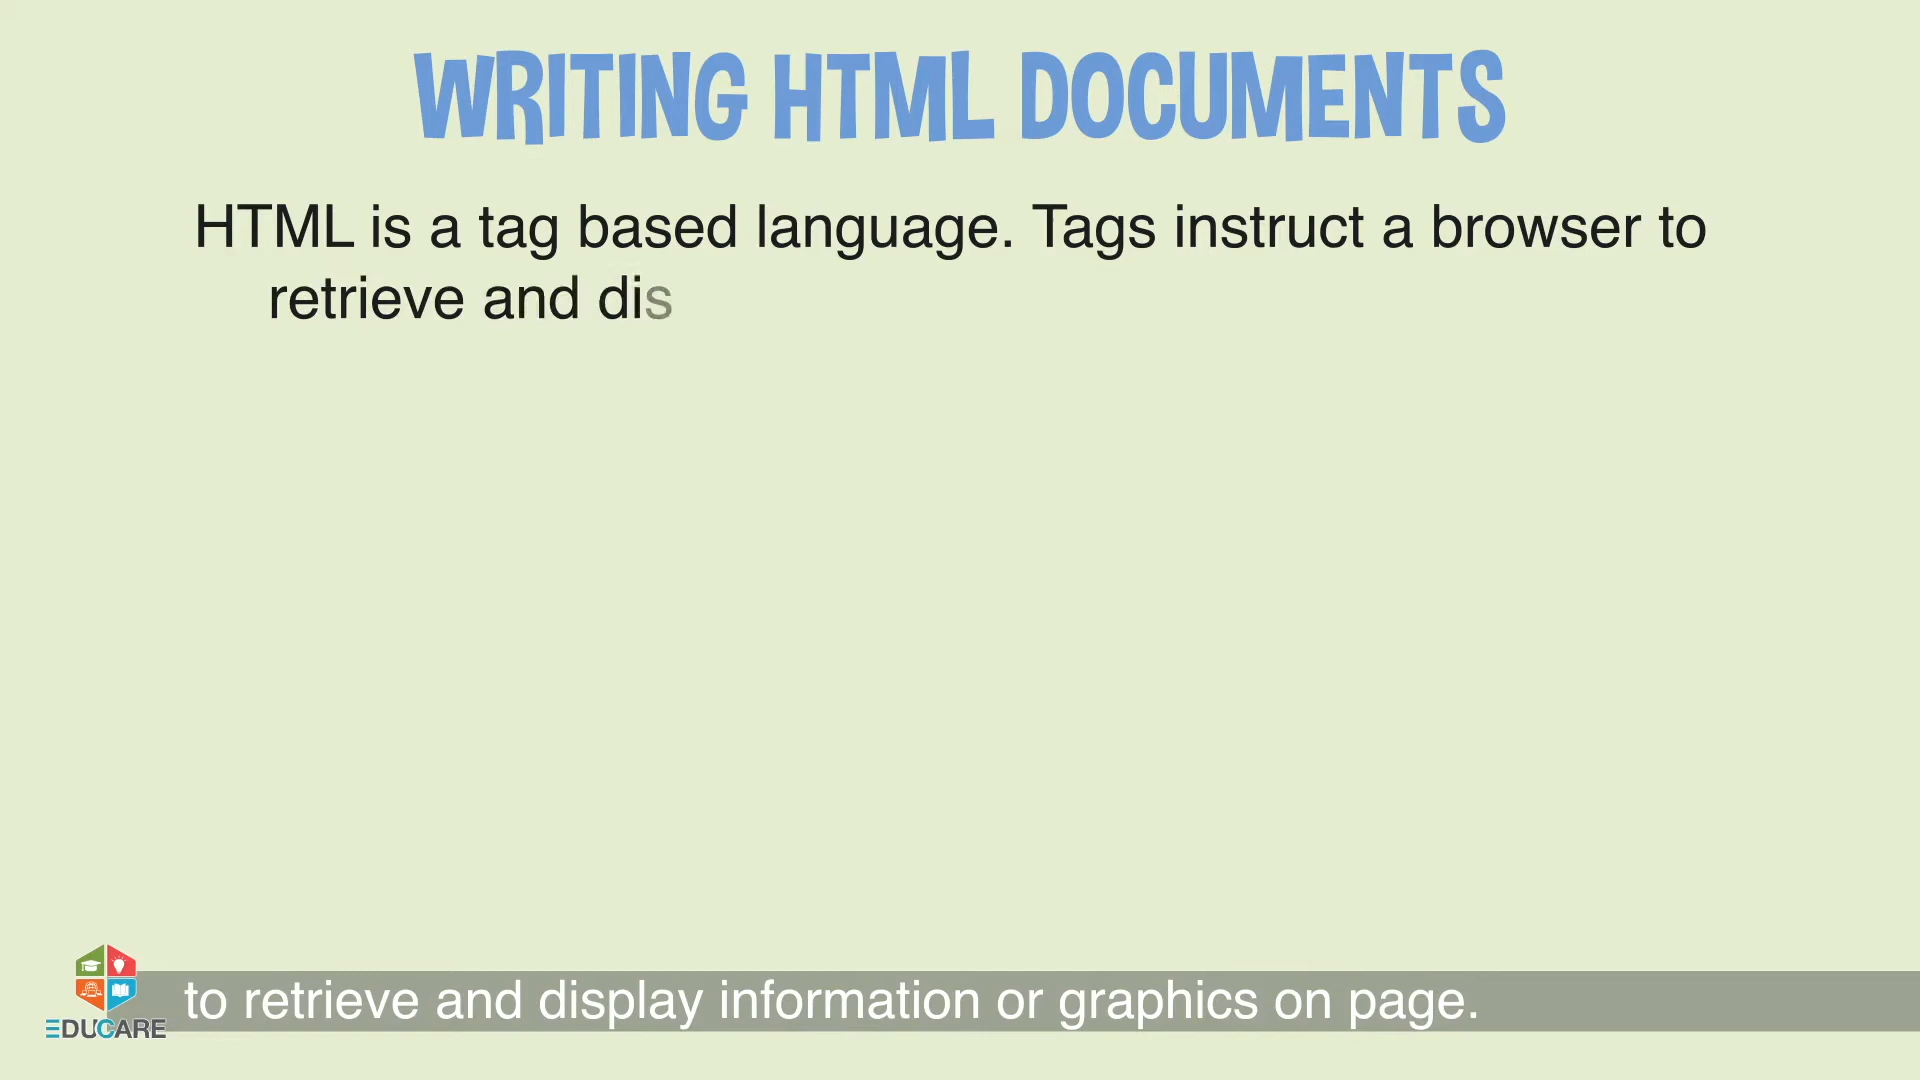 WRITING HTML DOCUMENTS
HTML is a tag based language. Tags instruct a browser to
retrieve and dis
to retrieve and display information or graphics on page.
EDUCARE